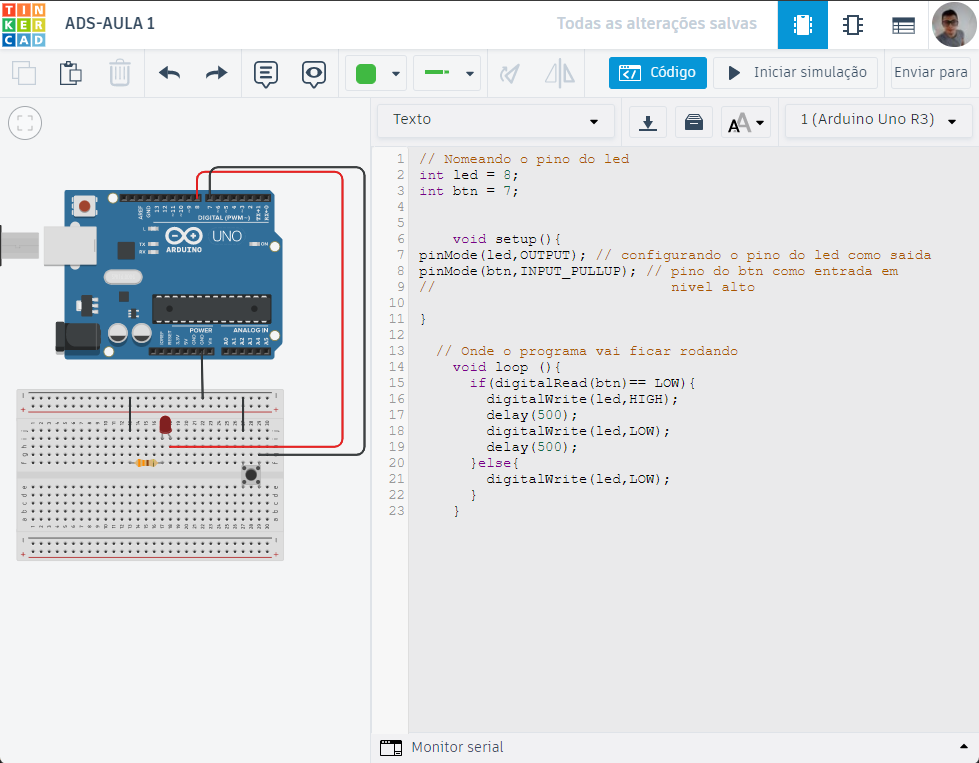 TIN
KER
CAD
ADS-AULA 1
Todas as alterações salvas
Código
Iniciar simulação
Enviar para
Texto
1 (Arduino Uno R3)
1 // Nomeando o pino do led
2 int led = 8;
3 int btn = 7;
4
5
6 void setup(){
7 pinMode(led,OUTPUT); // configurando o pino do led como saida
8 pinMode(btn,INPUT_PULLUP); // pino do btn como entrada em
9 // nivel alto
10
11 }
12
13 // Onde o programa vai ficar rodando
14 void loop (){
15 if(digitalRead(btn)== LOW){
16 digitalWrite(led,HIGH);
17 delay(500);
18 digitalWrite(led,LOW);
19 delay(500);
20 }else{
21 digitalWrite(led,LOW);
22 }
23 }
DIGITAL (PWM~)
UNO
ARDUINO
TX
RX
ON
POWER
ANALOG IN
Monitor serial